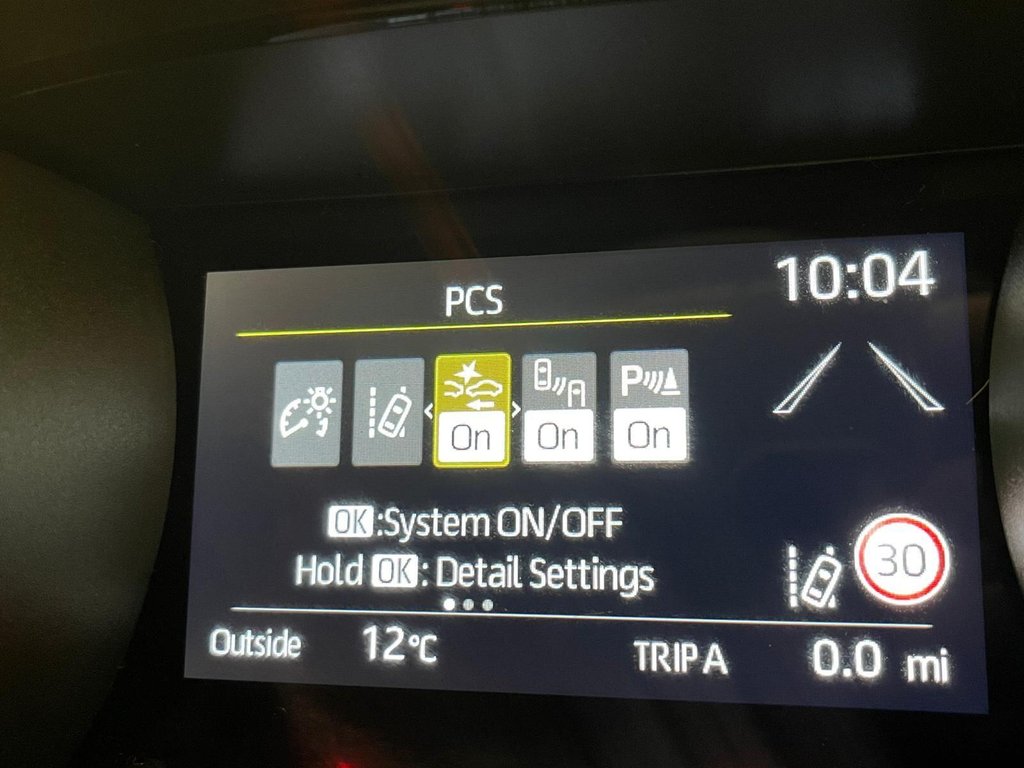 PCS
10:04
On On P On
OK:System ON/OFF
Hold OK: Detail Settings
30
Outside 12°C TRIP A 0.0 mi